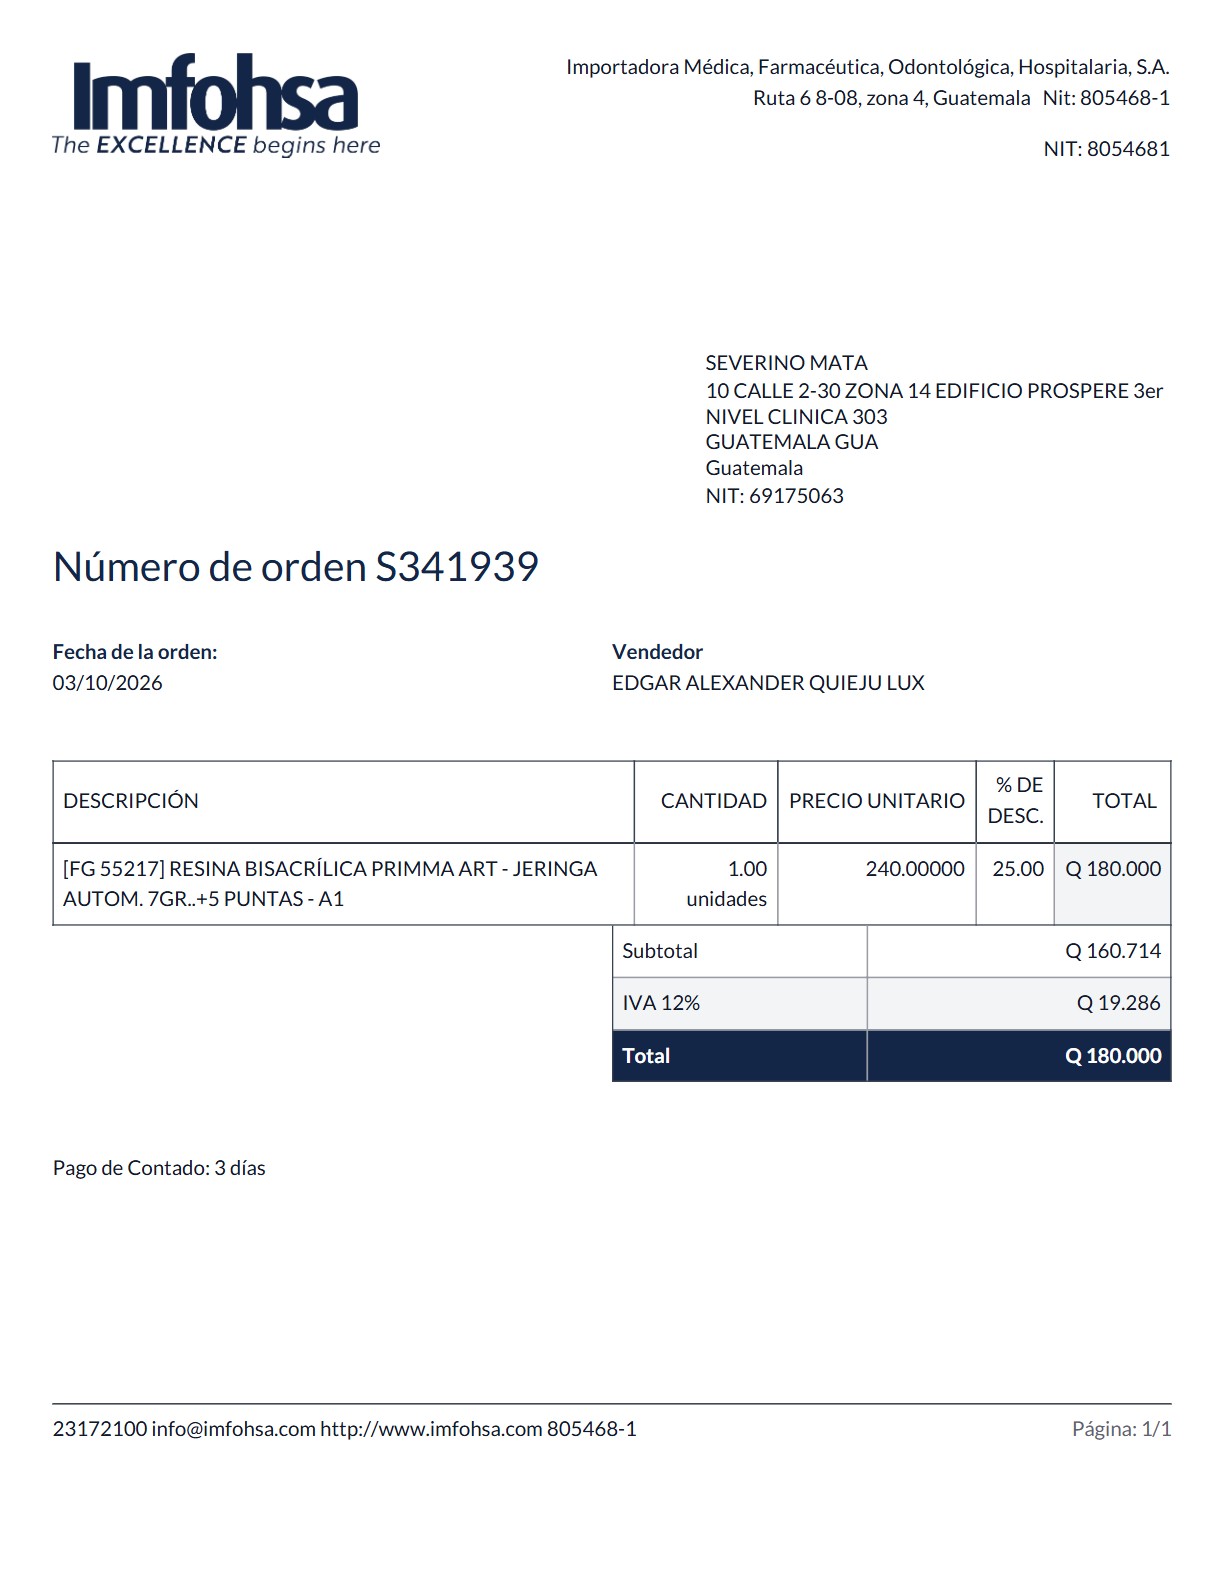 Imfohsa
The EXCELLENCE begins here
Importadora Médica, Farmacéutica, Odontológica, Hospitalaria, S.A.
Ruta 6 8-08, zona 4, Guatemala Nit: 805468-1
NIT: 8054681
SEVERINO MATA
10 CALLE 2-30 ZONA 14 EDIFICIO PROSPERE 3er
NIVEL CLINICA 303
GUATEMALA GUA
Guatemala
NIT: 69175063
Número de orden S341939
Fecha de la orden: Vendedor
03/10/2026 EDGAR ALEXANDER QUIEJU LUX
DESCRIPCIÓN CANTIDAD PRECIO UNITARIO % DE DESC. TOTAL
[FG 55217] RESINA BISACRÍLICA PRIMMA ART - JERINGA 1.00 240.00000 25.00 Q 180.000
AUTOM. 7GR..+5 PUNTAS - A1 unidades
Subtotal Q 160.714
IVA 12% Q 19.286
Total Q 180.000
Pago de Contado: 3 días
23172100 info@imfohsa.com http://www.imfohsa.com 805468-1 Página: 1/1